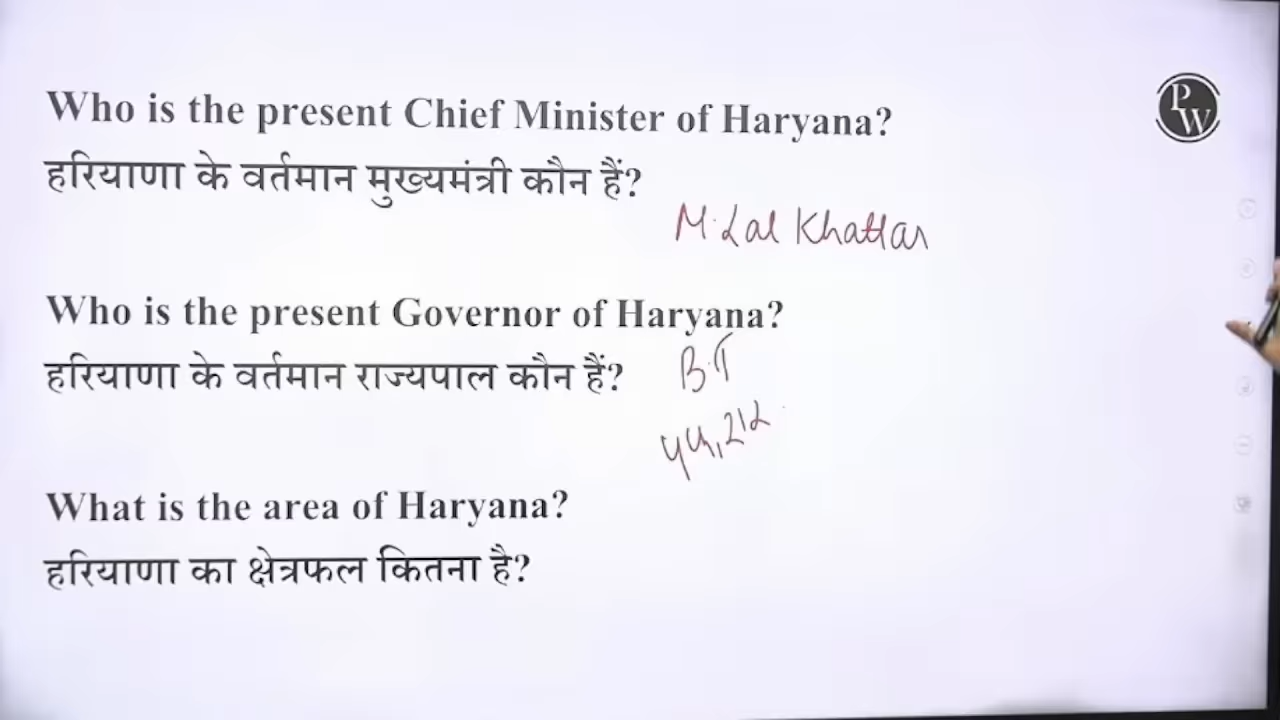 Who is the present Chief Minister of Haryana?
हरियाणा के वर्तमान मुख्यमंत्री कौन हैं?
M. Lal Khattar
Who is the present Governor of Haryana?
हरियाणा के वर्तमान राज्यपाल कौन हैं?
B.T
44,212
What is the area of Haryana?
हरियाणा का क्षेत्रफल कितना है?
PW